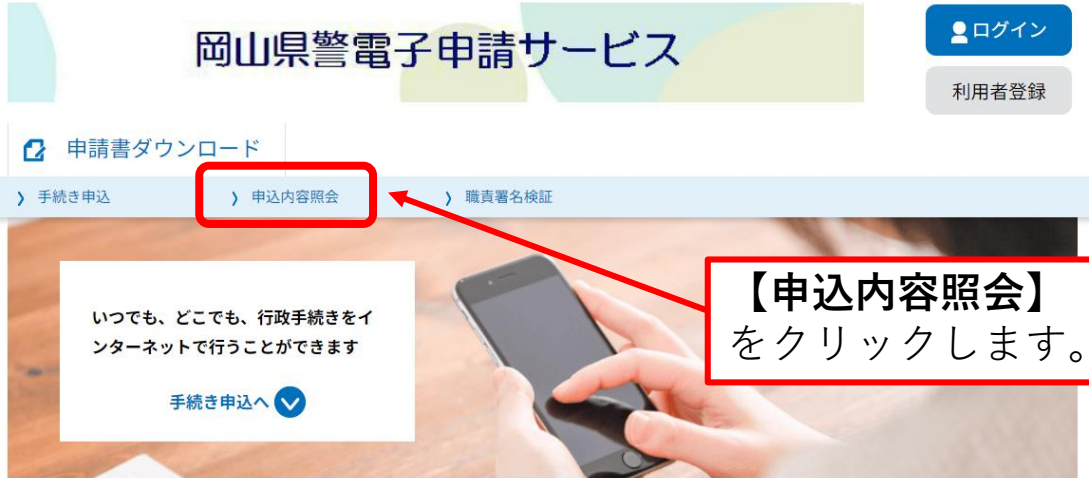 岡山県警電子申請サービス
ログイン
利用者登録
申請書ダウンロード
手続き申込
申込内容照会
職責署名検証
いつでも、どこでも、行政手続きをイ
ンターネットで行うことができます
手続き申込へ
【申込内容照会】
をクリックします。